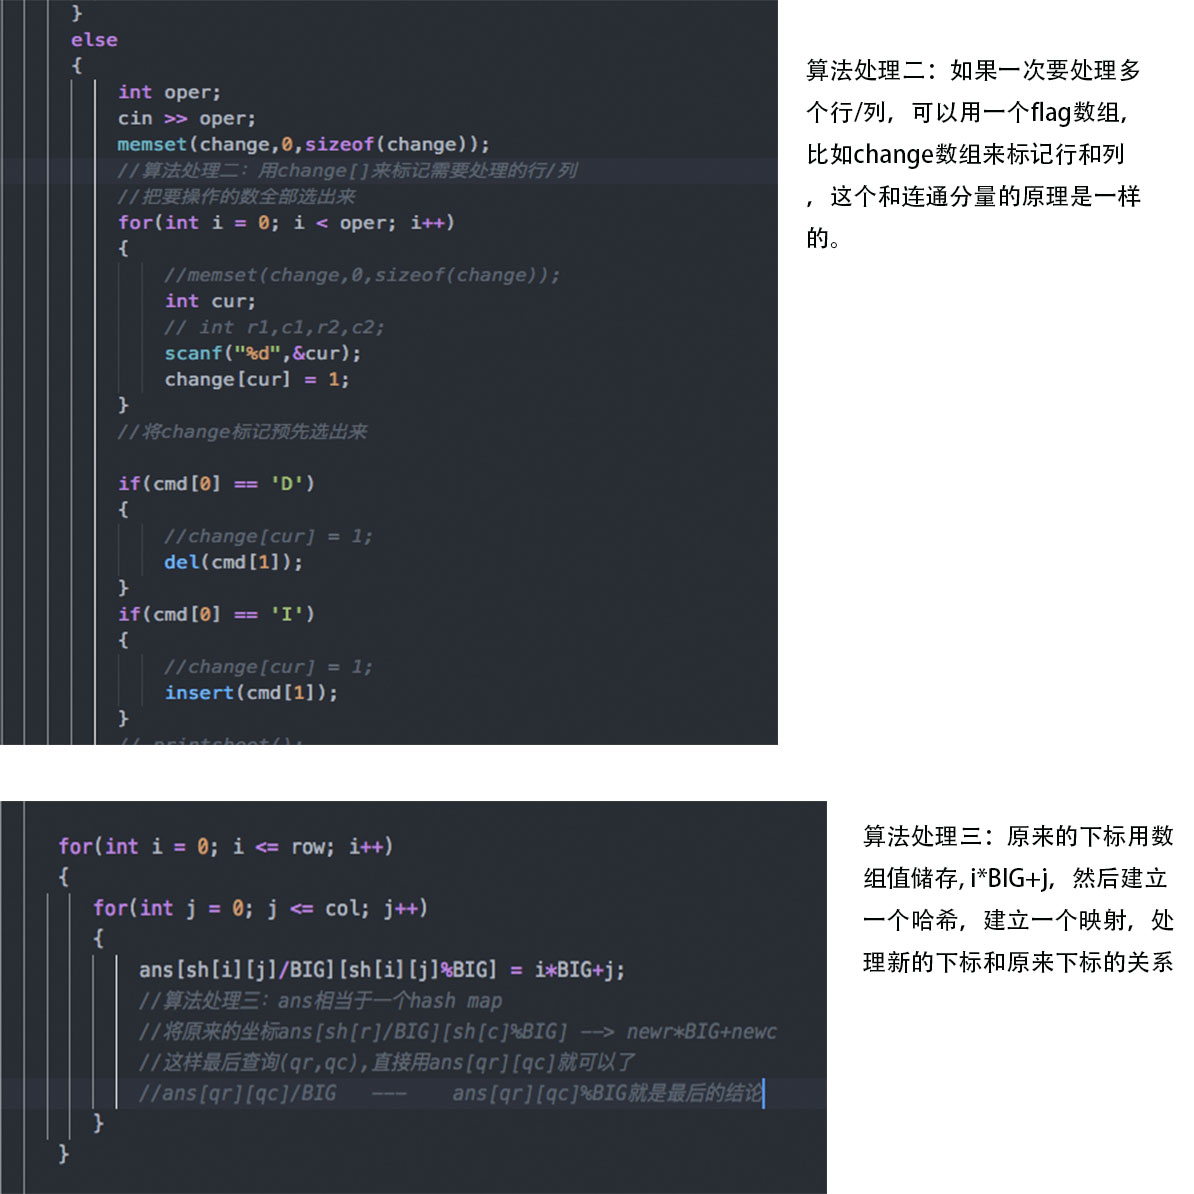 }
else
{
int oper;
cin >> oper;
memset(change,0,sizeof(change));
//算法处理二：用change[]来标记需要处理的行/列
//把要操作的数全部选出来
for(int i = 0; i < oper; i++)
{
//memset(change,0,sizeof(change));
int cur;
// int r1,c1,r2,c2;
scanf("%d",&cur);
change[cur] = 1;
}
//将change标记预先选出来
if(cmd[0] == 'D')
{
//change[cur] = 1;
del(cmd[1]);
}
if(cmd[0] == 'I')
{
//change[cur] = 1;
insert(cmd[1]);
}
// printsheet();
算法处理二：如果一次要处理多
个行/列，可以用一个flag数组，
比如change数组来标记行和列
，这个和连通分量的原理是一样
的。
for(int i = 0; i <= row; i++)
{
for(int j = 0; j <= col; j++)
{
ans[sh[i][j]/BIG][sh[i][j]%BIG] = i*BIG+j;
//算法处理三：ans相当于一个hash map
//将原来的坐标ans[sh[r]/BIG][sh[c]%BIG] --> newr*BIG+newc
//这样最后查询(qr,qc),直接用ans[qr][qc]就可以了
//ans[qr][qc]/BIG --- ans[qr][qc]%BIG就是最后的结论
}
}
算法处理三：原来的下标用数
组值储存, i*BIG+j，然后建立
一个哈希，建立一个映射，处
理新的下标和原来下标的关系